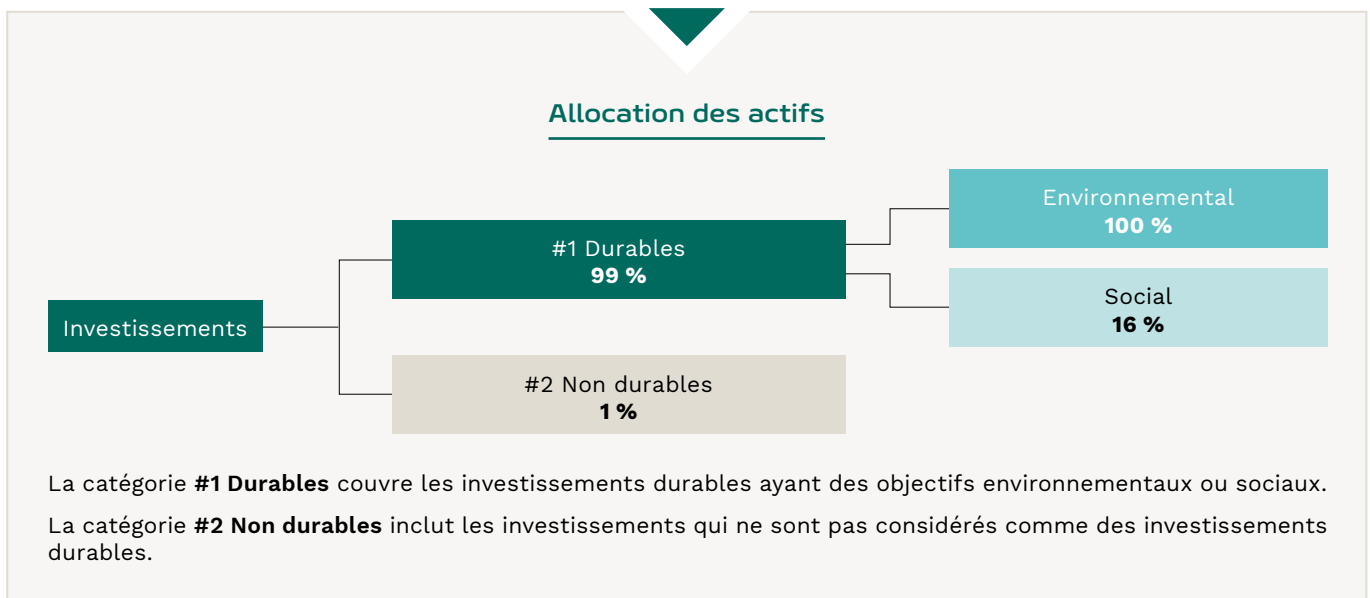 Allocation des actifs
Environnemental
100 %
#1 Durables
99 %
Social
16 %
Investissements
#2 Non durables
1 %
La catégorie #1 Durables couvre les investissements durables ayant des objectifs environnementaux ou sociaux.
La catégorie #2 Non durables inclut les investissements qui ne sont pas considérés comme des investissements
durables.